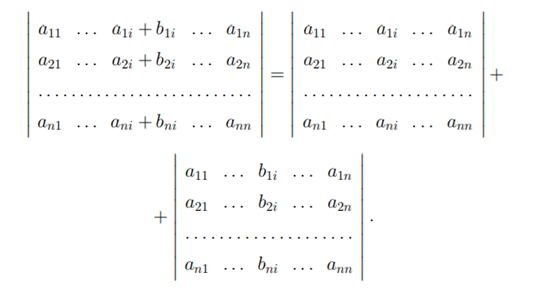 | a₁₁ … a₁ᵢ + b₁ᵢ … a₁ₙ | | a₁₁ … a₁ᵢ … a₁ₙ |
| a₂₁ … a₂ᵢ + b₂ᵢ … a₂ₙ | = | a₂₁ … a₂ᵢ … a₂ₙ | +
| .......................... | | ..................... |
| aₙ₁ … aₙᵢ + bₙᵢ … aₙₙ | | aₙ₁ … aₙᵢ … aₙₙ |
| a₁₁ … b₁ᵢ … a₁ₙ |
+ | a₂₁ … b₂ᵢ … a₂ₙ | .
| ..................... |
| aₙ₁ … bₙᵢ … aₙₙ |